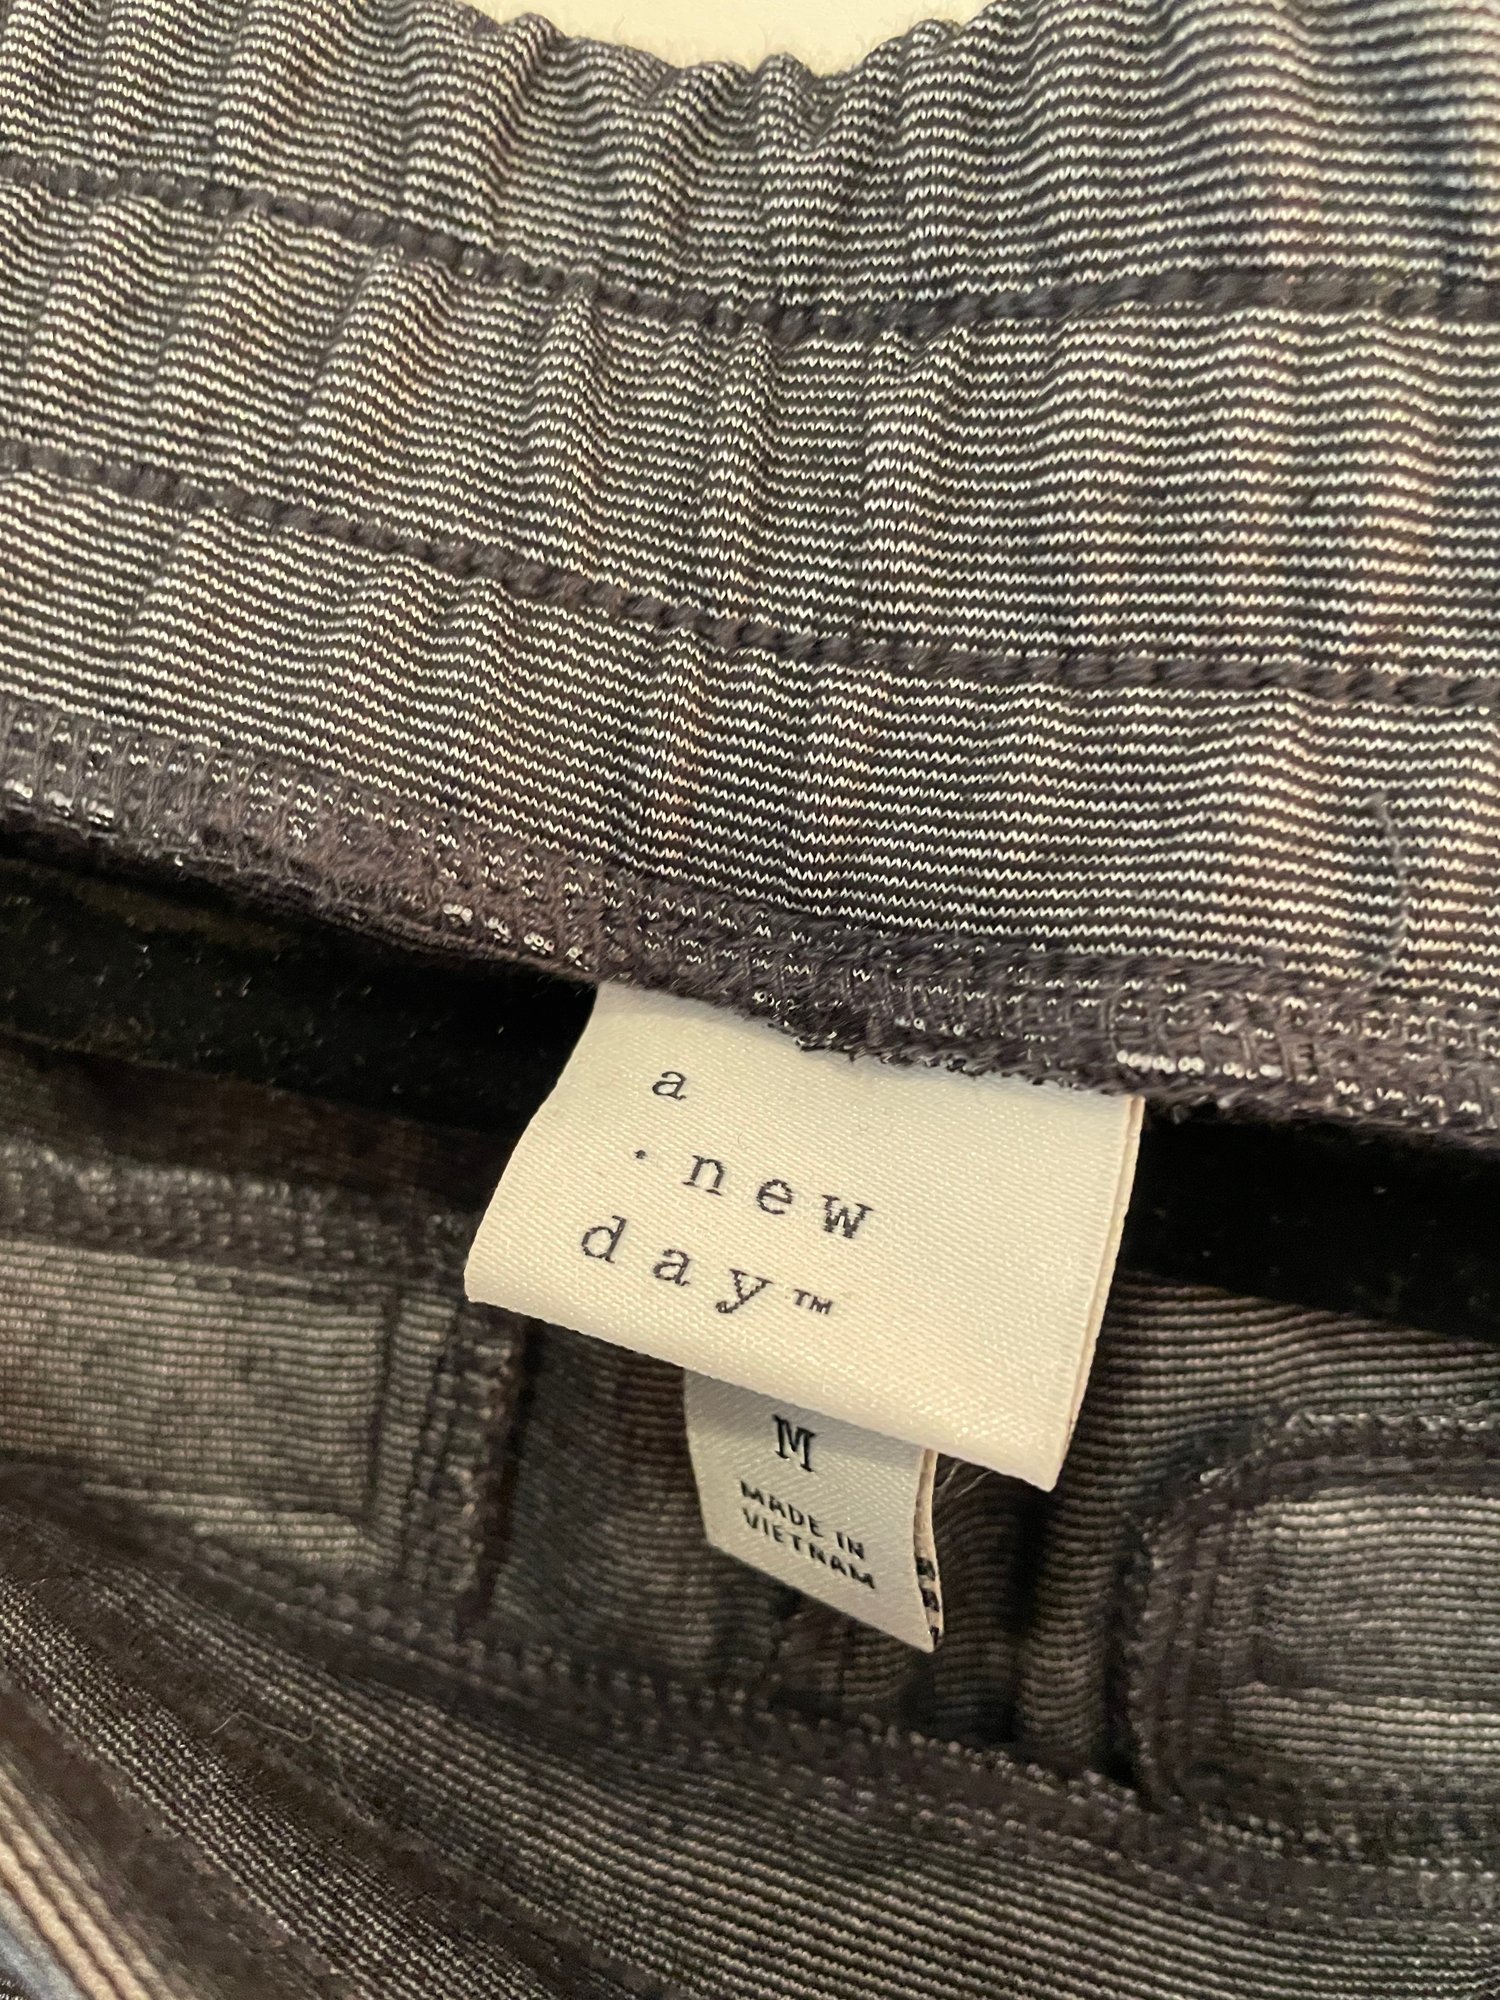 a
. new
day™
M
MADE IN
VIETNAM